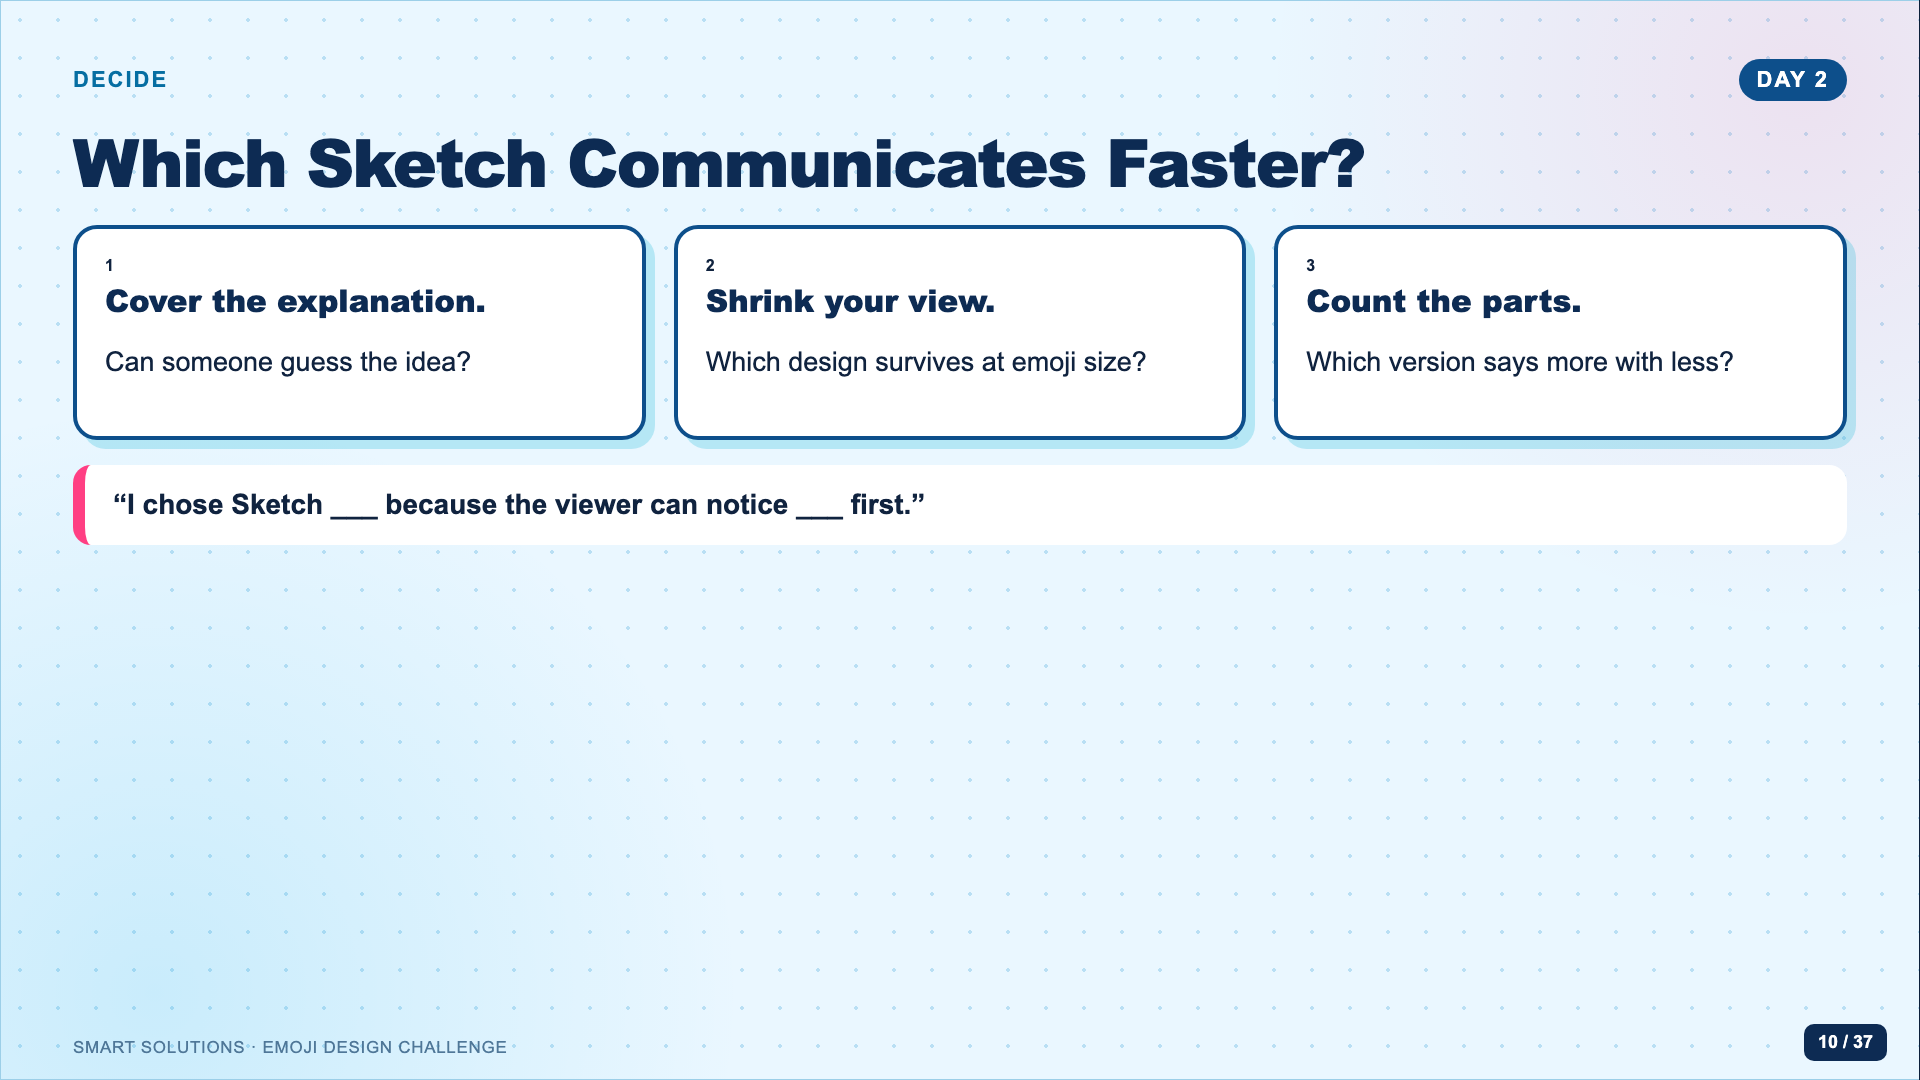 DECIDE
DAY 2
Which Sketch Communicates Faster?
1
Cover the explanation.
Can someone guess the idea?
2
Shrink your view.
Which design survives at emoji size?
3
Count the parts.
Which version says more with less?
“I chose Sketch ___ because the viewer can notice ___ first.”
SMART SOLUTIONS · EMOJI DESIGN CHALLENGE
10 / 37